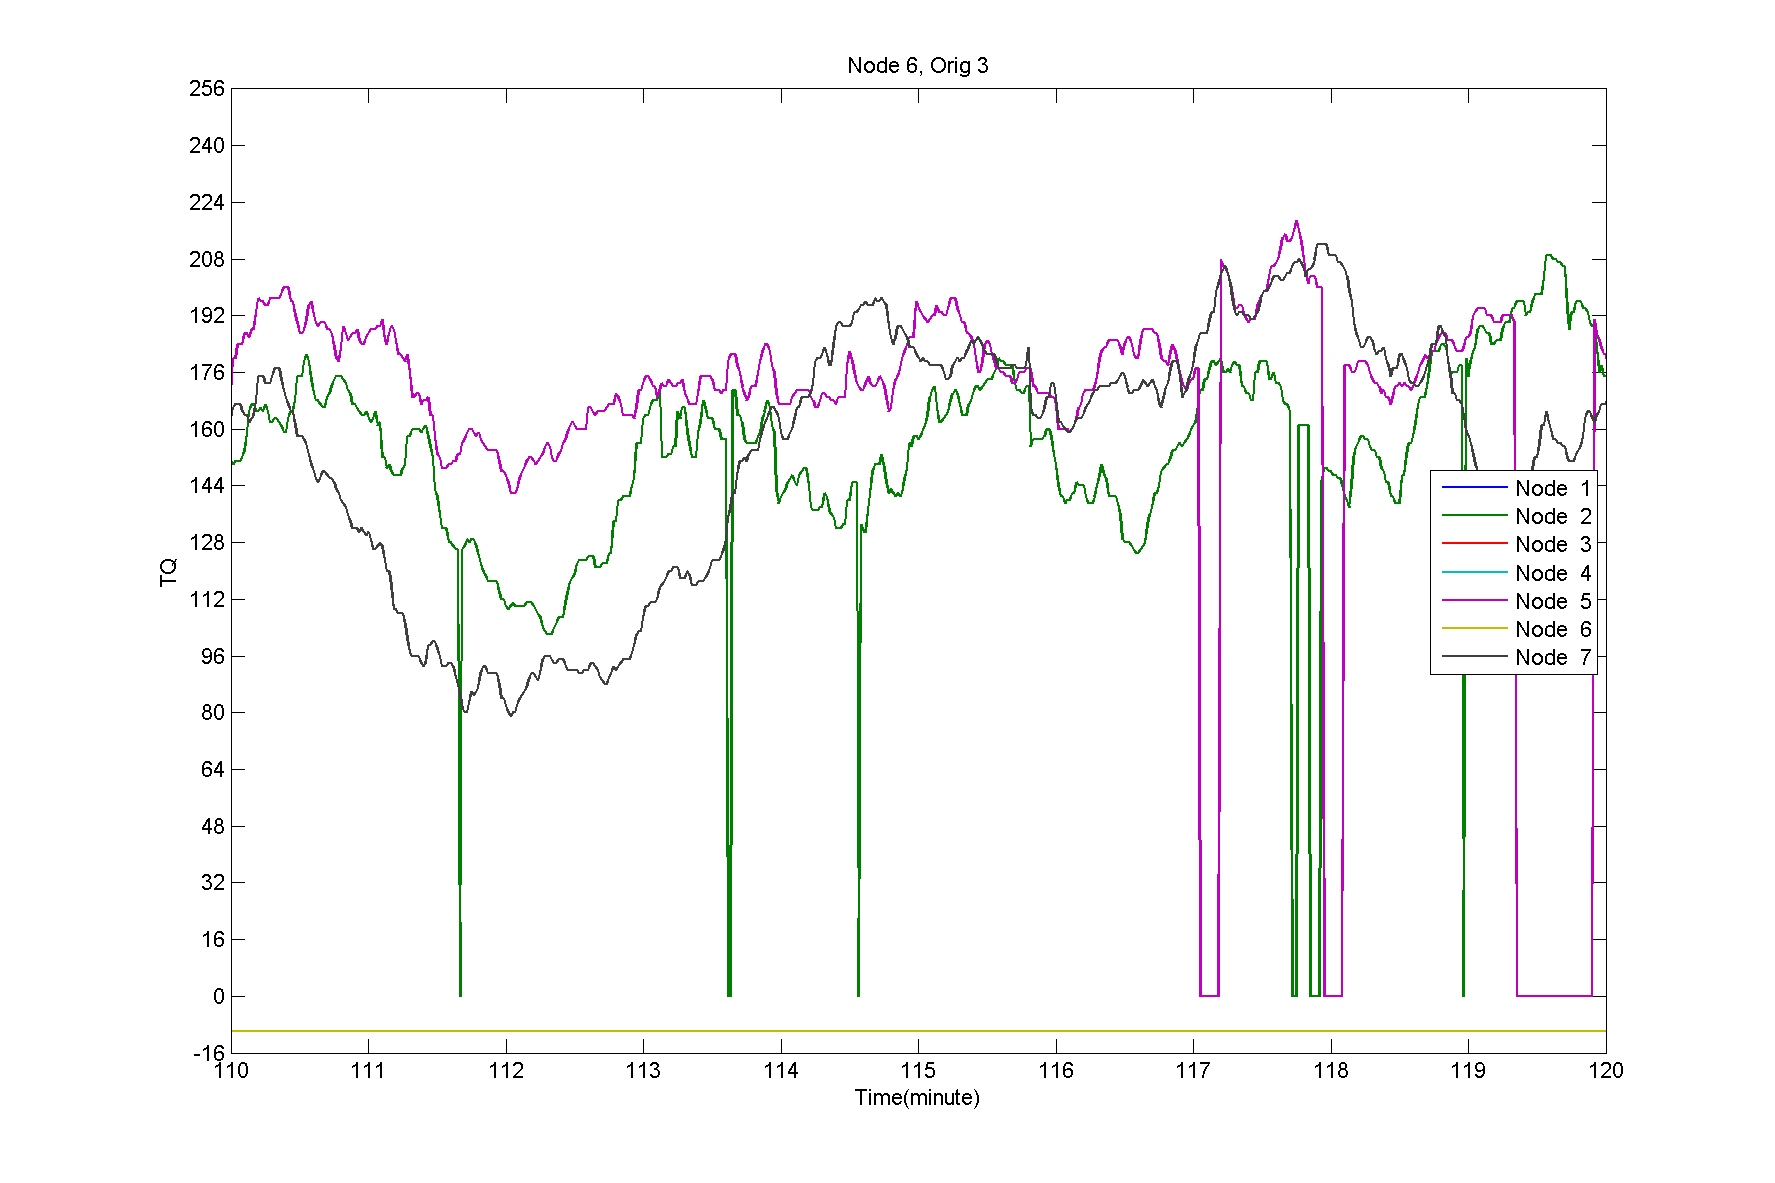 Node 6, Orig 3
256
240
224
208
192
176
160
144
128
112
96
80
64
48
32
16
0
-16
TQ
110 111 112 113 114 115 116 117 118 119 120
Time(minute)
Node 1
Node 2
Node 3
Node 4
Node 5
Node 6
Node 7